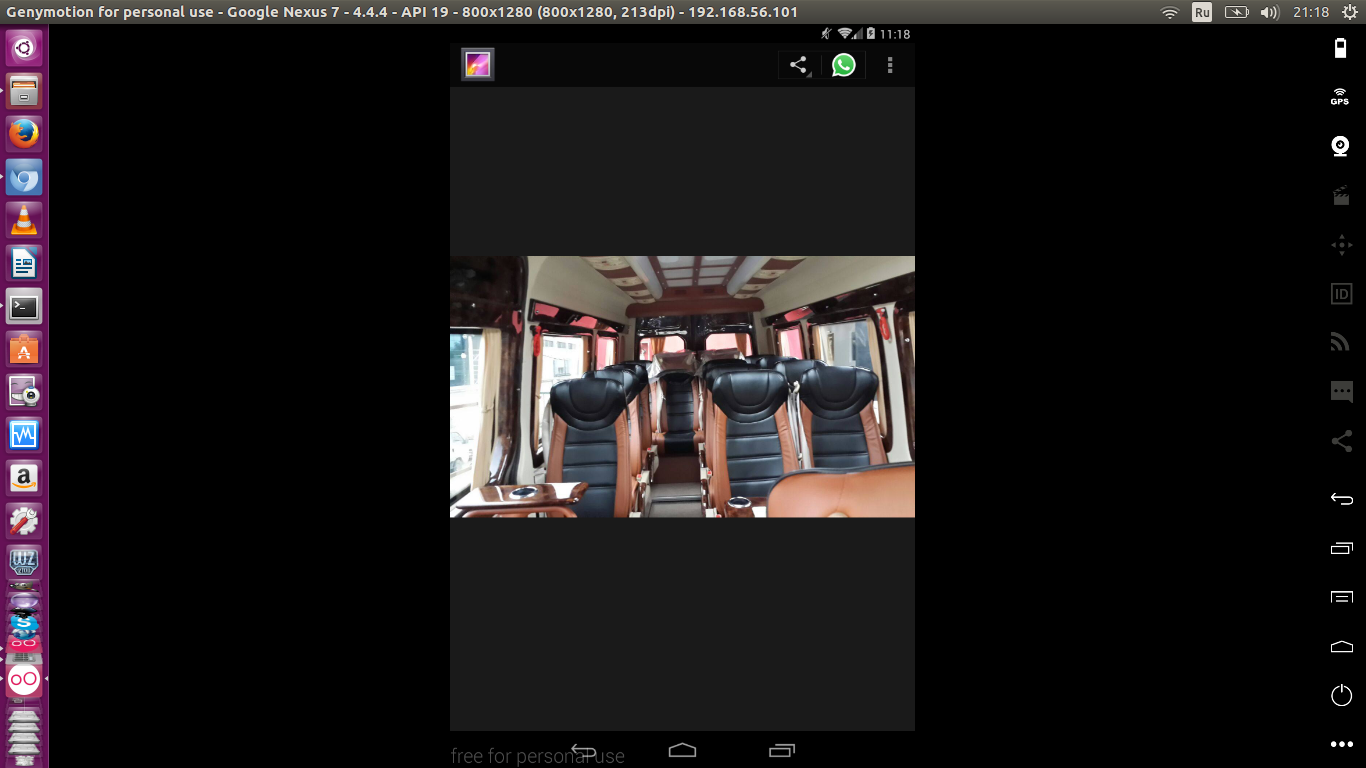 Genymotion for personal use - Google Nexus 7 - 4.4.4 - API 19 - 800x1280 (800x1280, 213dpi) - 192.168.56.101
Ru
21:18
11:18
GPS
ID
free for personal use